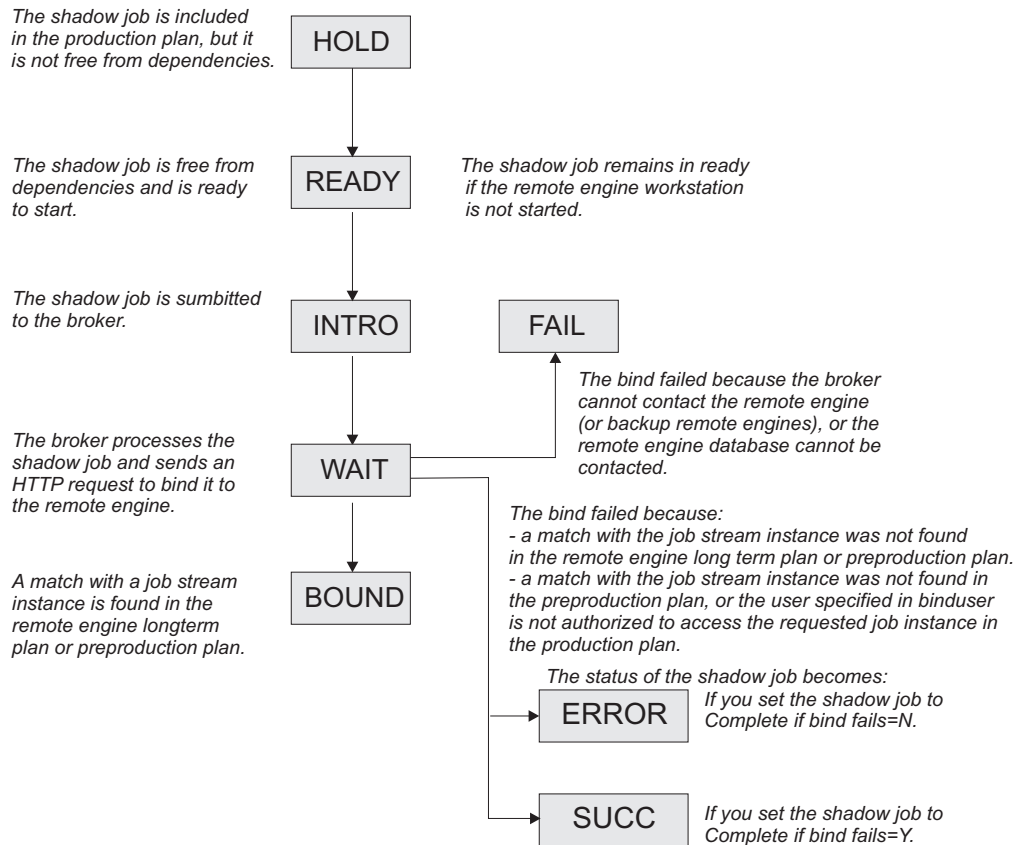 The shadow job is included
in the production plan, but it
is not free from dependencies.
HOLD
The shadow job is free from
dependencies and is ready
to start.
READY
The shadow job remains in ready
if the remote engine workstation
is not started.
The shadow job is sumbitted
to the broker.
INTRO
FAIL
The bind failed because the broker
cannot contact the remote engine
(or backup remote engines), or the
remote engine database cannot be
contacted.
The broker processes the
shadow job and sends an
HTTP request to bind it to
the remote engine.
WAIT
The bind failed because:
- a match with the job stream instance was not found
in the remote engine long term plan or preproduction plan.
- a match with the job stream instance was not found in
the preproduction plan, or the user specified in binduser
is not authorized to access the requested job instance in
the production plan.
A match with a job stream
instance is found in the
remote engine longterm
plan or preproduction plan.
BOUND
The status of the shadow job becomes:
ERROR
If you set the shadow job to
Complete if bind fails=N.
SUCC
If you set the shadow job to
Complete if bind fails=Y.